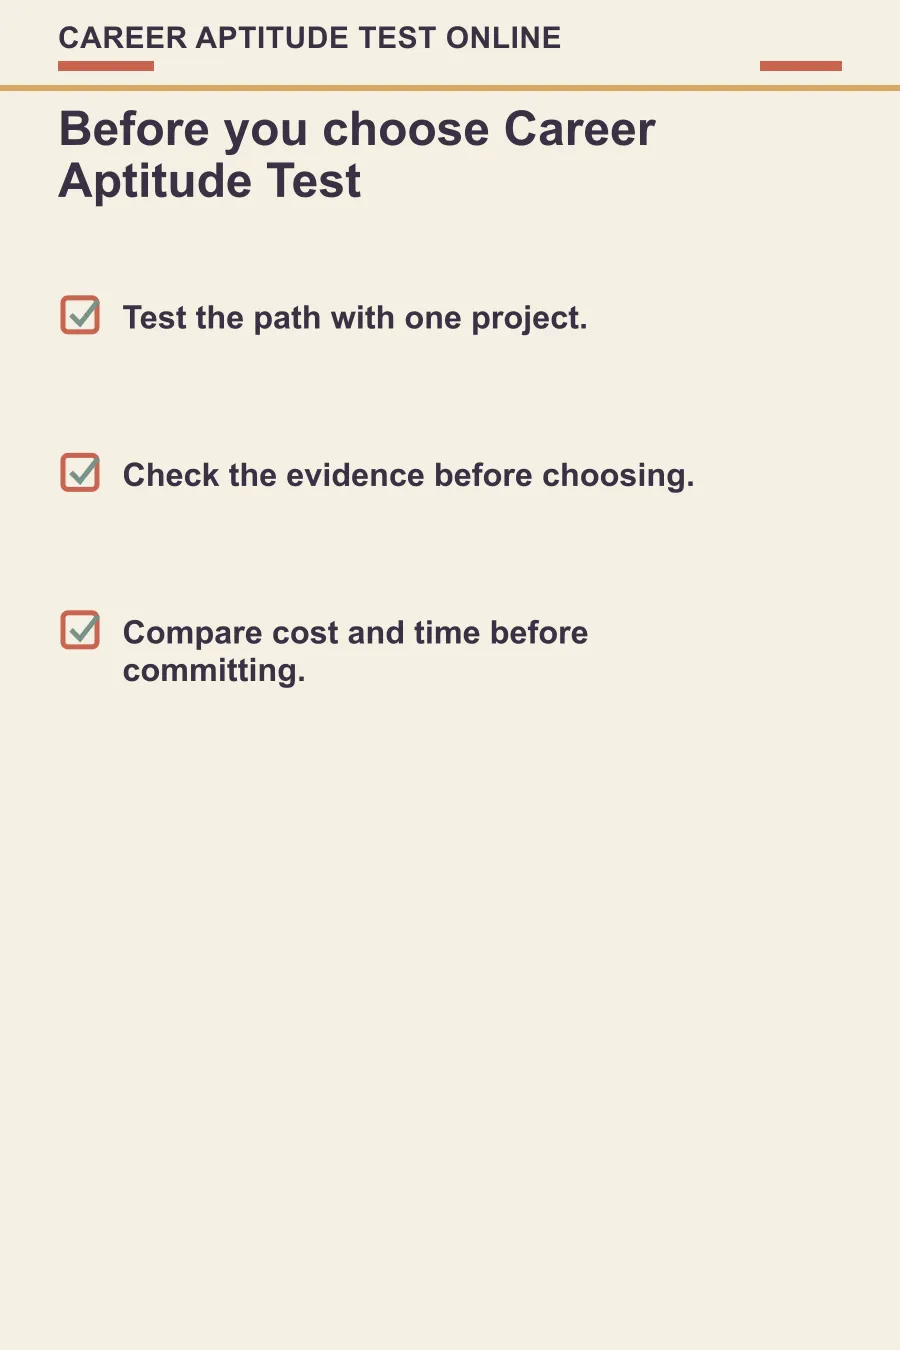 CAREER APTITUDE TEST ONLINE
Before you choose Career
Aptitude Test
Test the path with one project.
Check the evidence before choosing.
Compare cost and time before
committing.